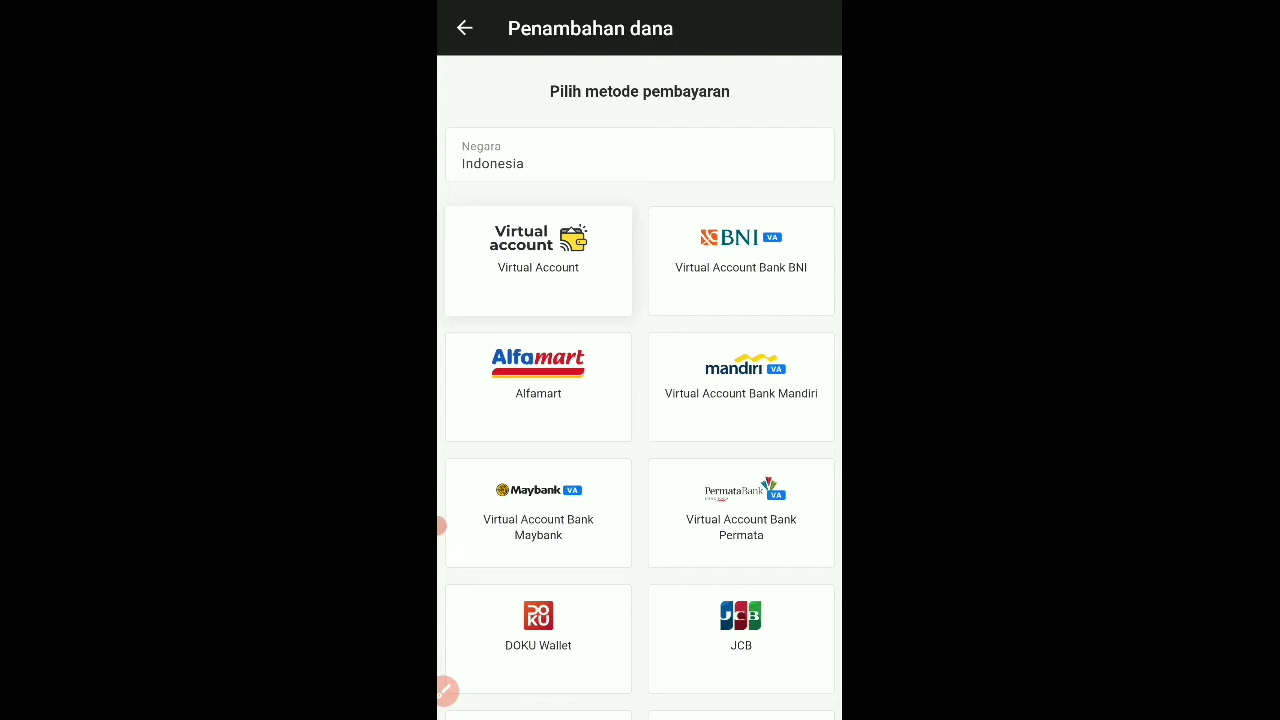 Penambahan dana
Pilih metode pembayaran
Negara
Indonesia
Virtual
account
Virtual Account
BNI VA
Virtual Account Bank BNI
Alfamart
Alfamart
mandiri VA
Virtual Account Bank Mandiri
Maybank VA
Virtual Account Bank
Maybank
PermataBank VA
Virtual Account Bank
Permata
DOKU
DOKU Wallet
JCB
JCB